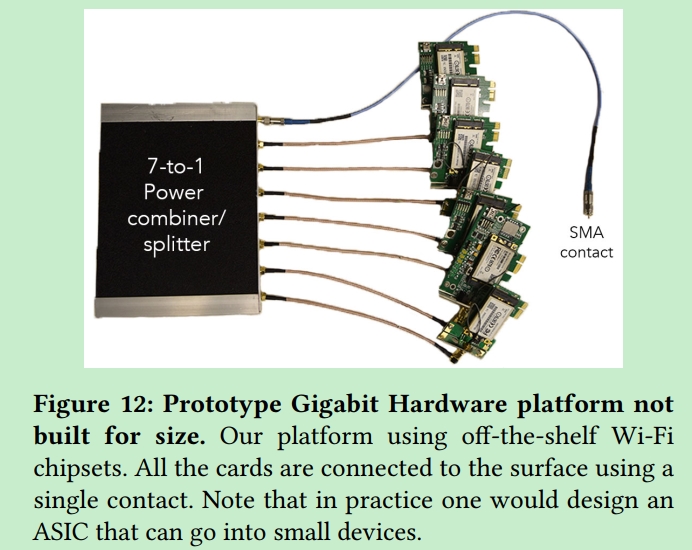 7-to-1
Power
combiner/
splitter
SMA
contact
Figure 12: Prototype Gigabit Hardware platform not
built for size. Our platform using off-the-shelf Wi-Fi
chipsets. All the cards are connected to the surface using a
single contact. Note that in practice one would design an
ASIC that can go into small devices.